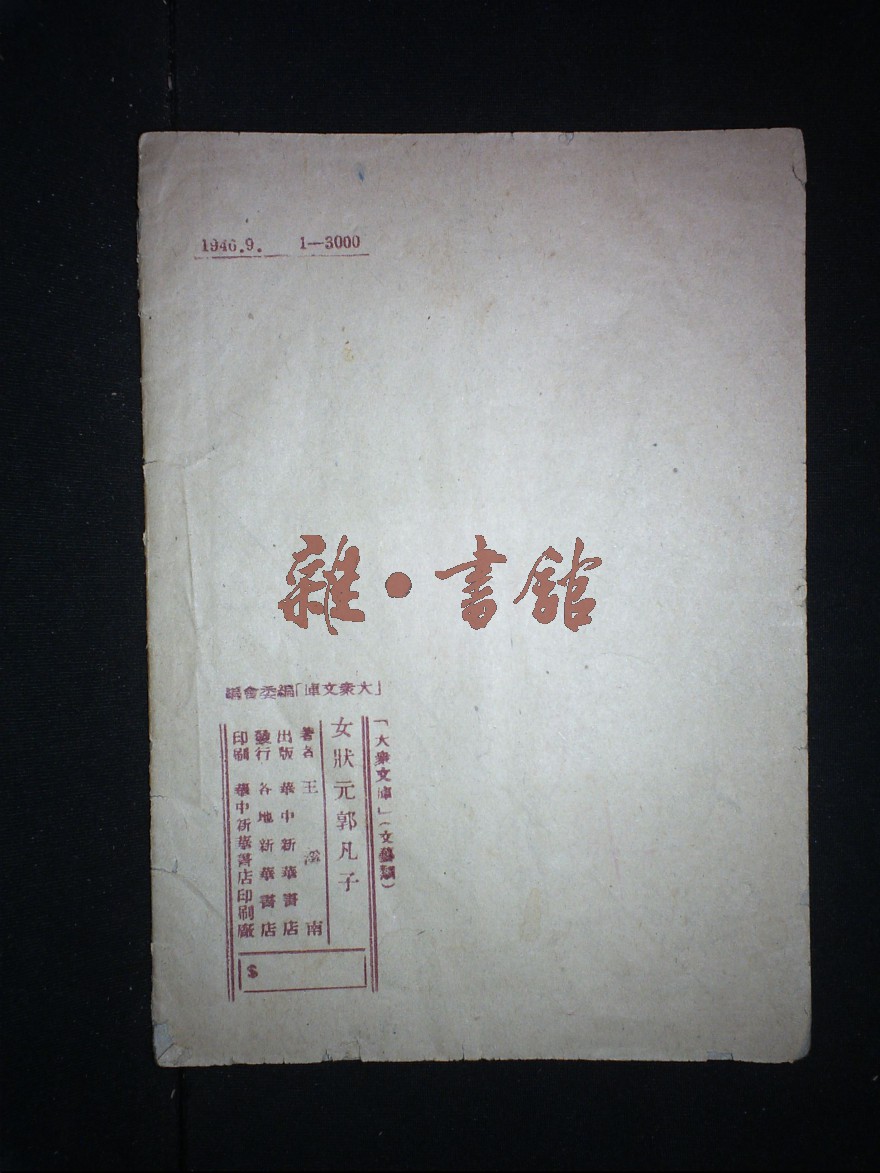 1946.9. 1—3000
雜·書館
「大衆文庫」編委會編
「大衆文庫」(文藝類)
女狀元郭凡子
著者 王溪南
出版 華中新華書店
發行 各地新華書店
印刷 華中新華書店印刷廠
$